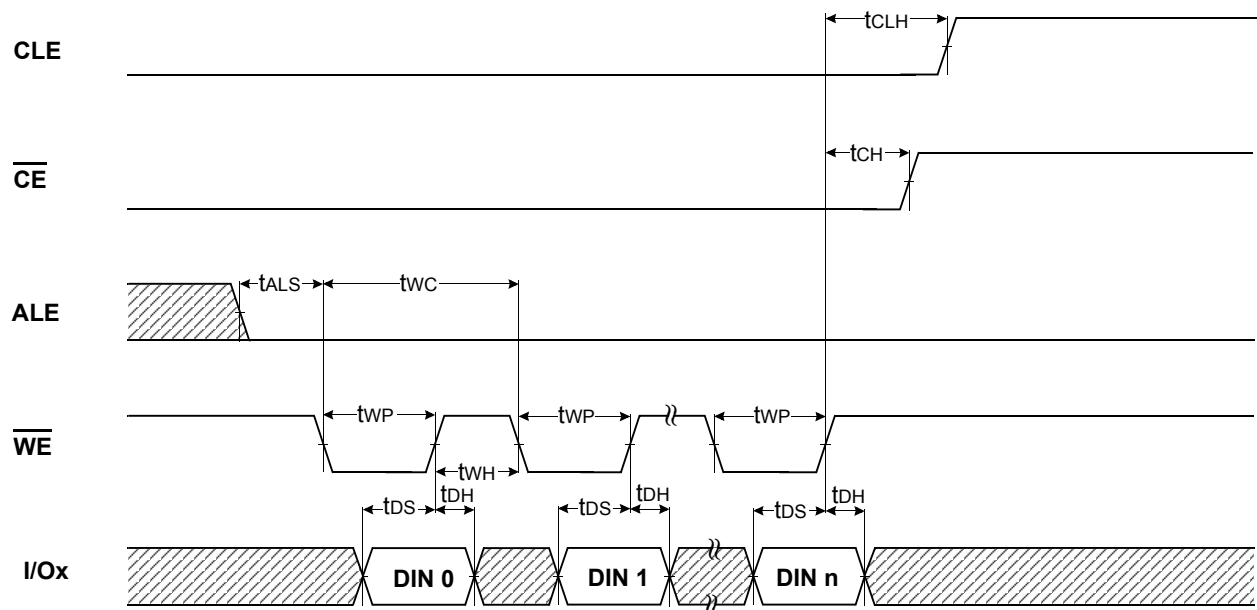 tCLH
CLE
tCH
CE
tALS
tWC
ALE
tWP
tWP
tWP
WE
tWH
tDS
tDH
tDS
tDH
tDS
tDH
I/Ox
DIN 0
DIN 1
DIN n